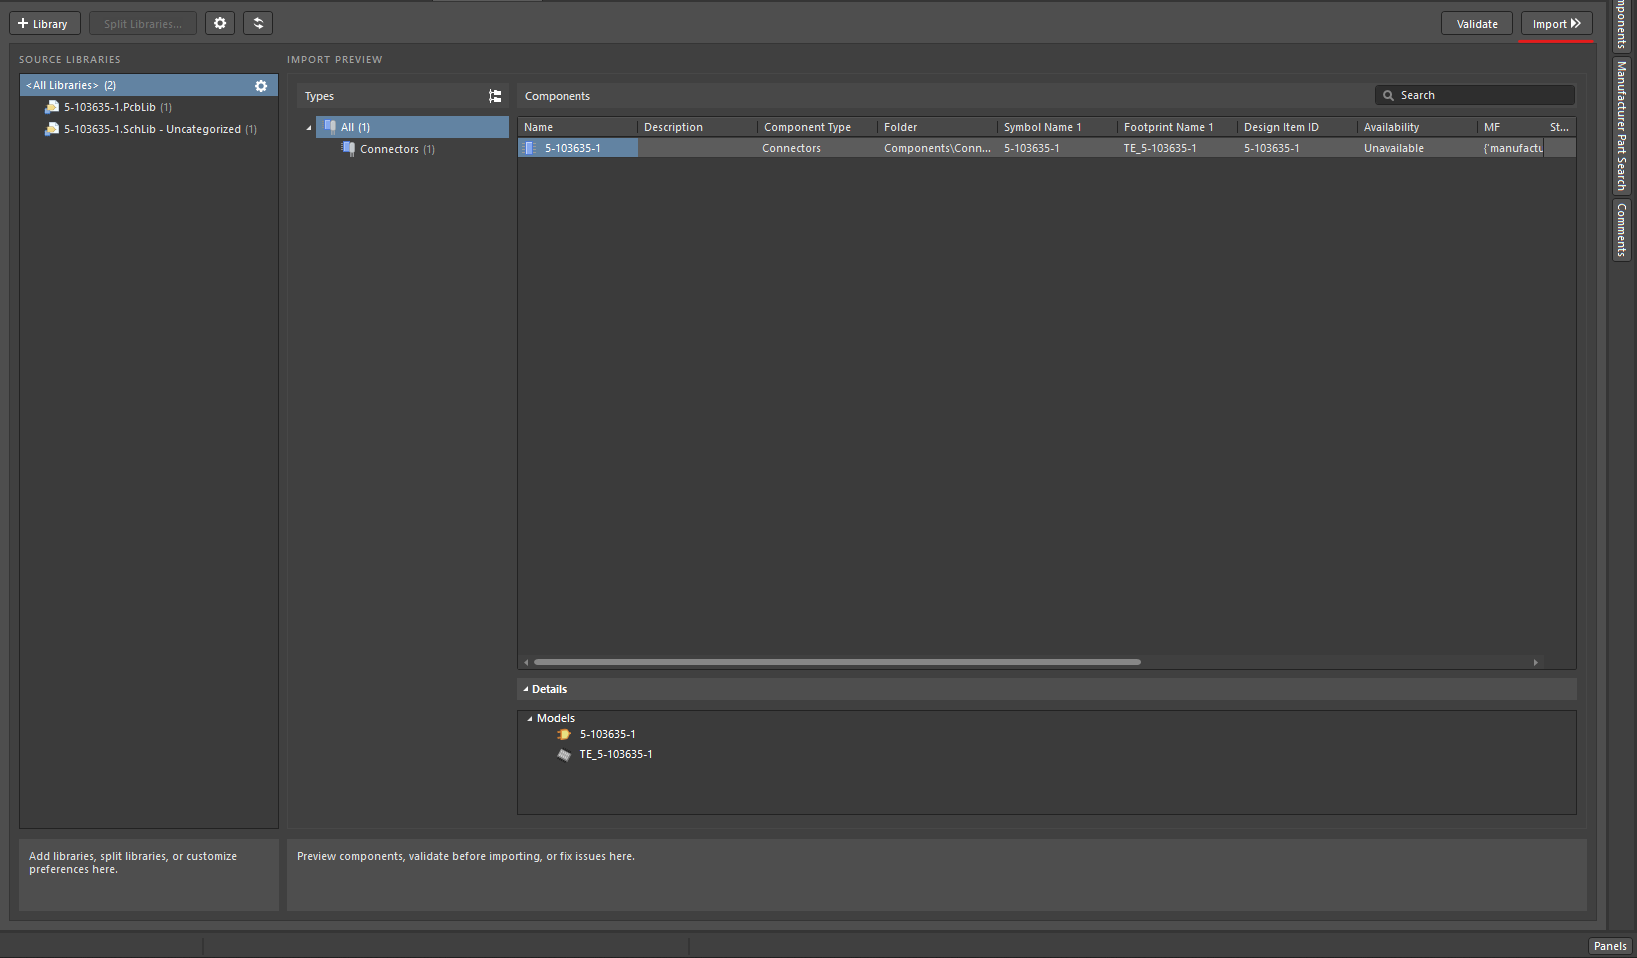 Library
Split Libraries...
Validate
Import
SOURCE LIBRARIES
<All Libraries> (2)
5-103635-1.PcbLib (1)
5-103635-1.SchLib - Uncategorized (1)
Add libraries, split libraries, or customize
preferences here.
IMPORT PREVIEW
Types
All (1)
Connectors (1)
Components
Search
Name Description Component Type Folder Symbol Name 1 Footprint Name 1 Design Item ID Availability MF St...
5-103635-1 Connectors Components\Conn... 5-103635-1 TE_5-103635-1 5-103635-1 Unavailable {'manufactu
Details
Models
5-103635-1
TE_5-103635-1
Preview components, validate before importing, or fix issues here.
mponents
Manufacturer Part Search
Comments
Panels